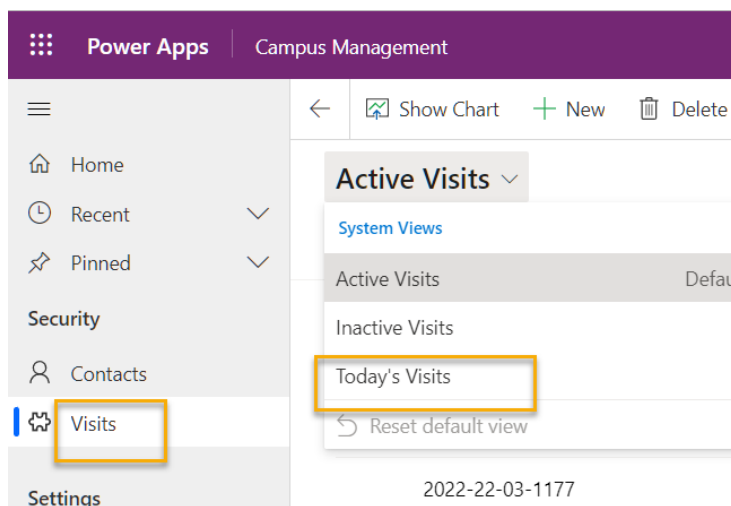 Power Apps Campus Management
Show Chart New Delete
Home
Recent
Pinned
Security
Contacts
Visits
Settings
Active Visits
System Views
Active Visits Defau
Inactive Visits
Today's Visits
Reset default view
2022-22-03-1177